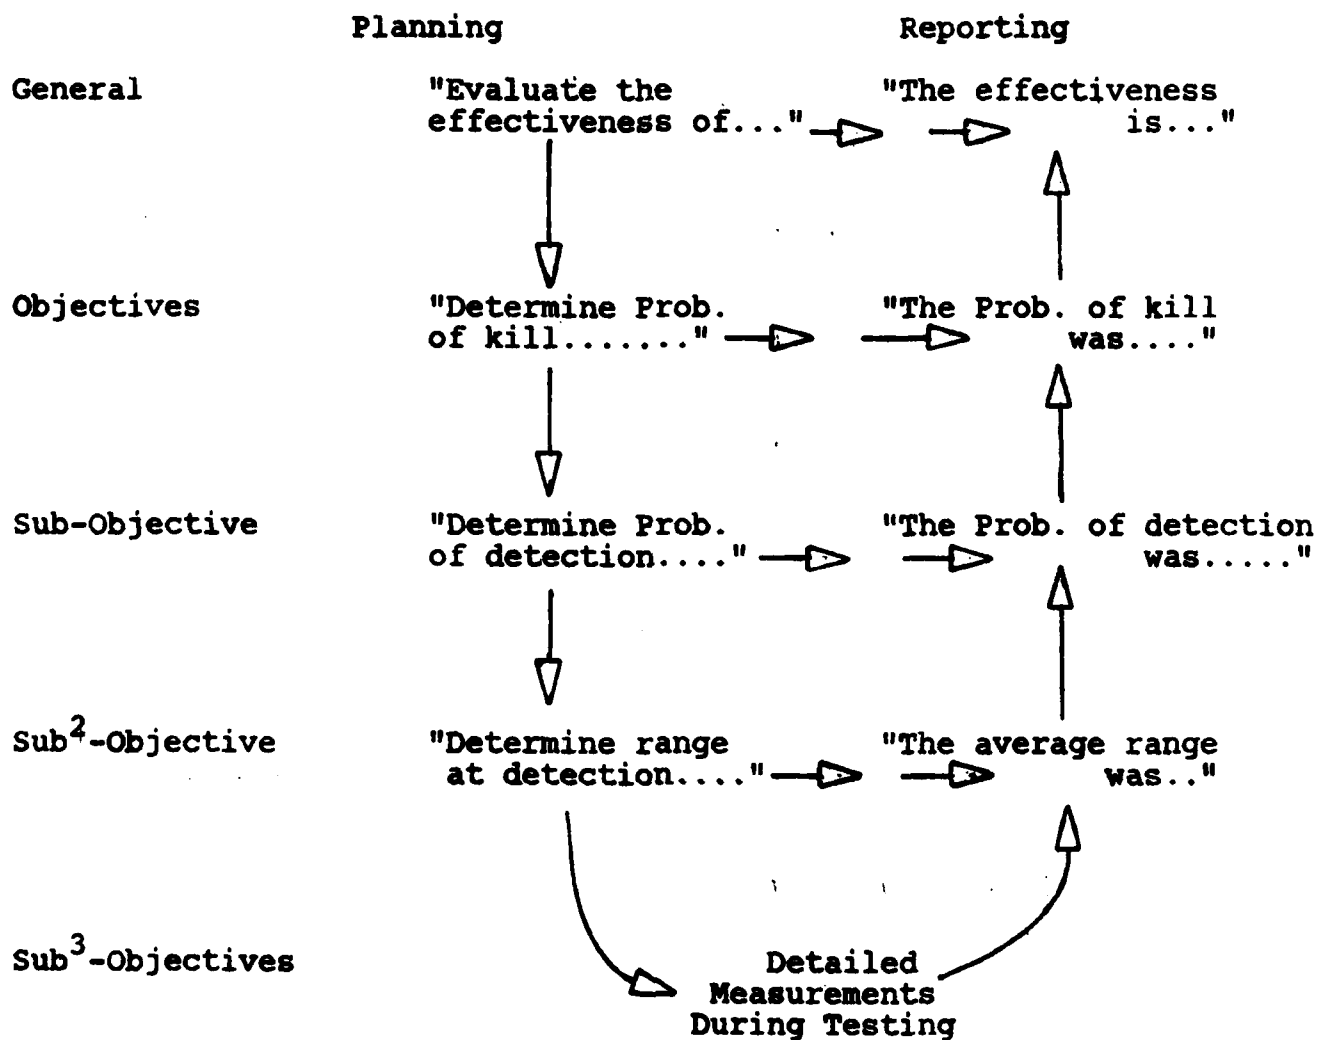 Planning Reporting
General "Evaluate the "The effectiveness
effectiveness of..." is..."
Objectives "Determine Prob. "The Prob. of kill
of kill......." was...."
Sub-Objective "Determine Prob. "The Prob. of detection
of detection...." was....."
Sub²-Objective "Determine range "The average range
at detection...." was.."
Sub³-Objectives Detailed
Measurements
During Testing